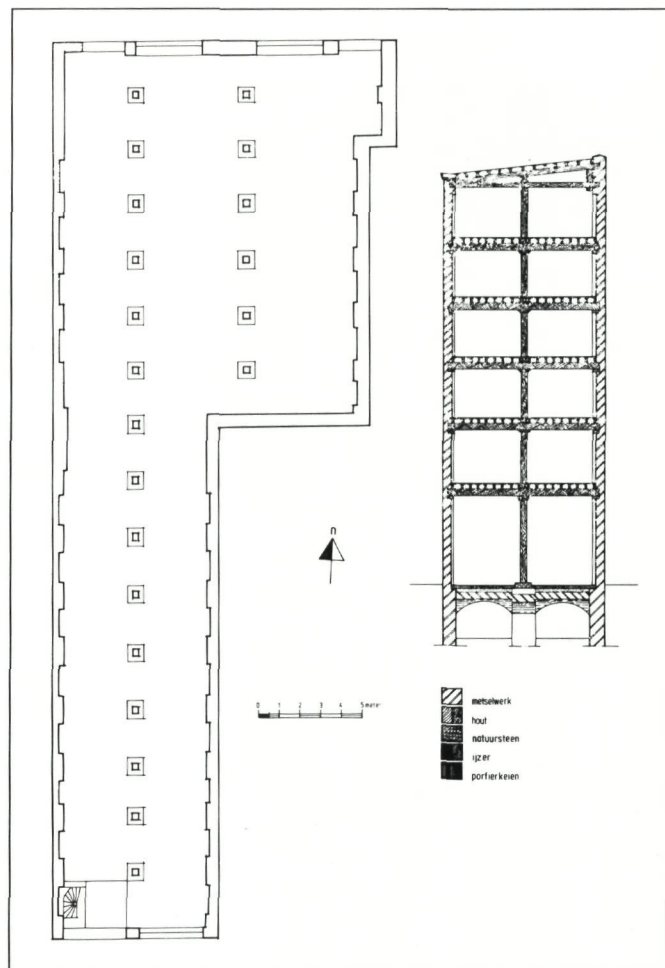 n
0 1 2 3 4 5 meter
metselwerk
hout
natuursteen
ijzer
porfierkeien